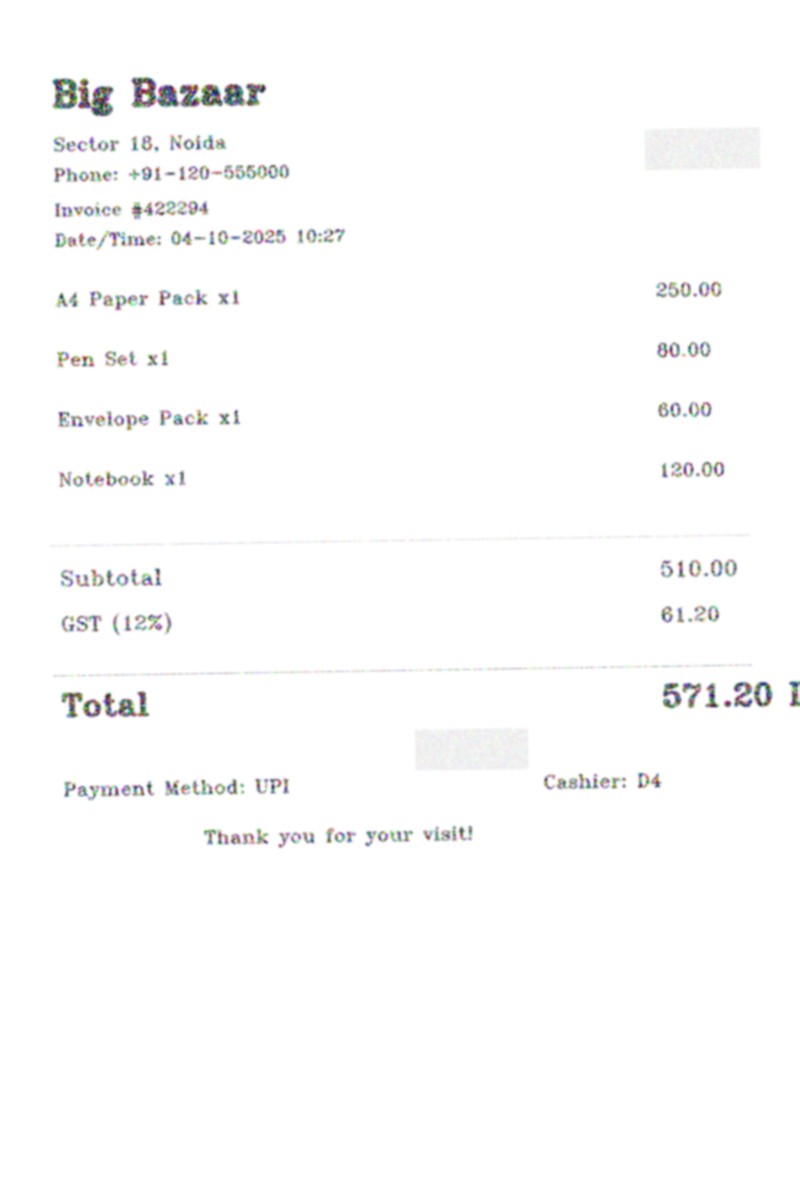 Big Bazaar
Sector 18, Noida
Phone: +91-120-555000
Invoice #422294
Date/Time: 04-10-2025 10:27
A4 Paper Pack x1 250.00
Pen Set x1 80.00
Envelope Pack x1 60.00
Notebook x1 120.00
Subtotal 510.00
GST (12%) 61.20
Total 571.20
Payment Method: UPI Cashier: D4
Thank you for your visit!